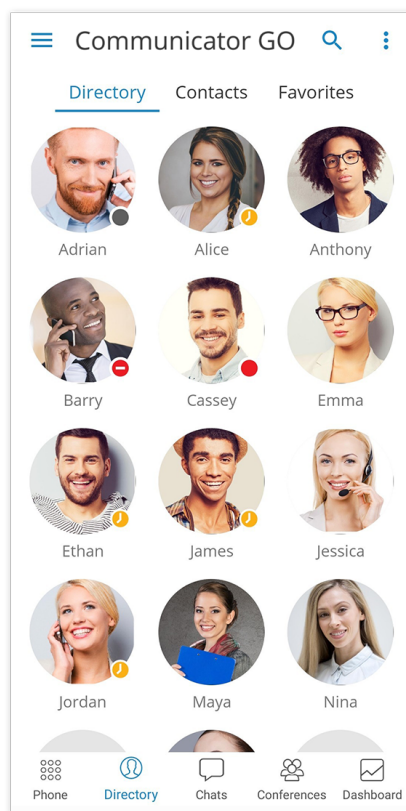 Communicator GO
Directory Contacts Favorites
Adrian Alice Anthony
Barry Cassey Emma
Ethan James Jessica
Jordan Maya Nina
Phone Directory Chats Conferences Dashboard